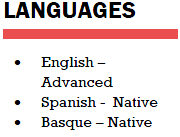 LANGUAGES
• English –
Advanced
• Spanish -  Native
• Basque – Native